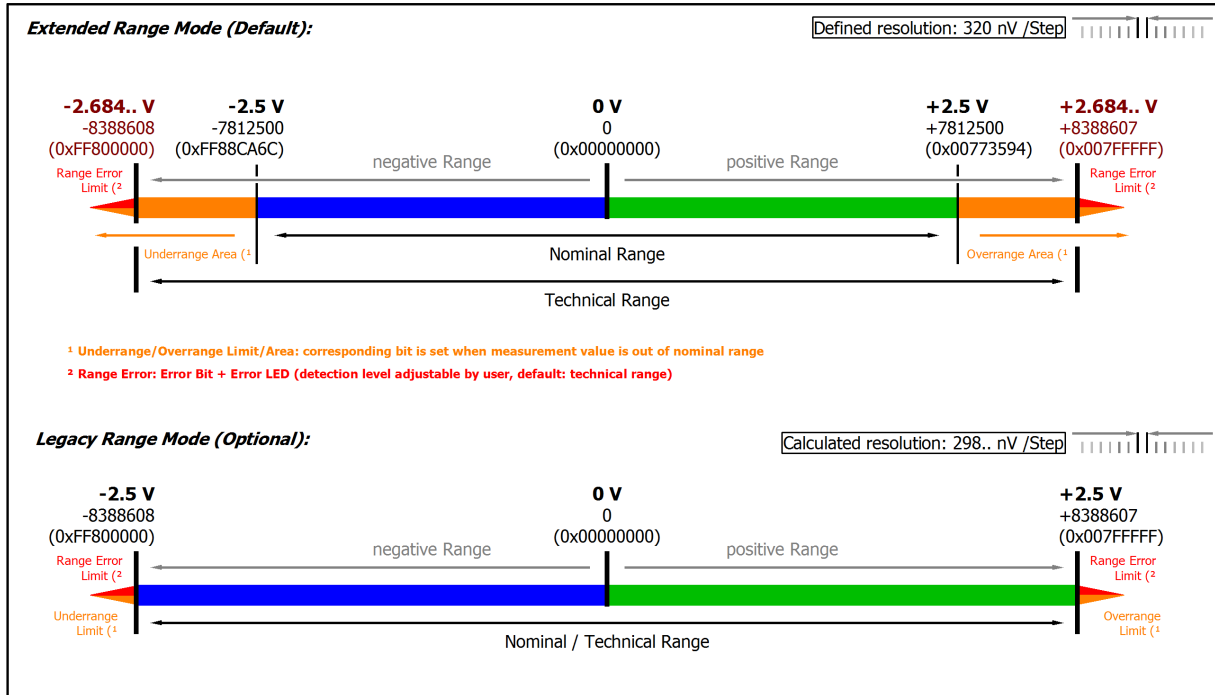 Extended Range Mode (Default):
Defined resolution: 320 nV /Step
-2.684.. V
-8388608
(0xFF800000)
-2.5 V
-7812500
(0xFF88CA6C)
0 V
0
(0x00000000)
+2.5 V
+7812500
(0x00773594)
+2.684.. V
+8388607
(0x007FFFFF)
negative Range
positive Range
Range Error
Limit (²
Range Error
Limit (²
Underrange Area (¹
Nominal Range
Overrange Area (¹
Technical Range
¹ Underrange/Overrange Limit/Area: corresponding bit is set when measurement value is out of nominal range
² Range Error: Error Bit + Error LED (detection level adjustable by user, default: technical range)
Legacy Range Mode (Optional):
Calculated resolution: 298.. nV /Step
-2.5 V
-8388608
(0xFF800000)
0 V
0
(0x00000000)
+2.5 V
+8388607
(0x007FFFFF)
negative Range
positive Range
Range Error
Limit (²
Range Error
Limit (²
Underrange
Limit (¹
Overrange
Limit (¹
Nominal / Technical Range